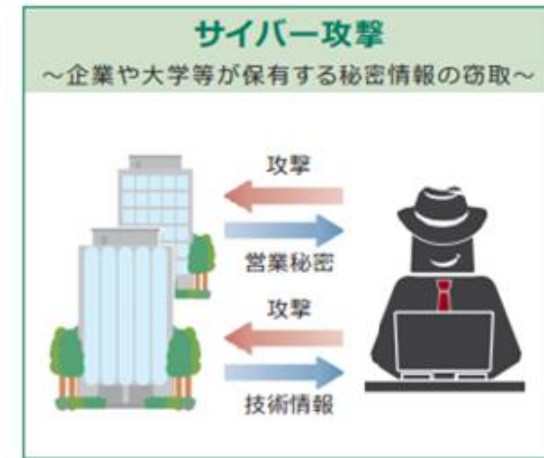 サイバー攻撃
～企業や大学等が保有する秘密情報の窃取～
攻撃
営業秘密
攻撃
技術情報